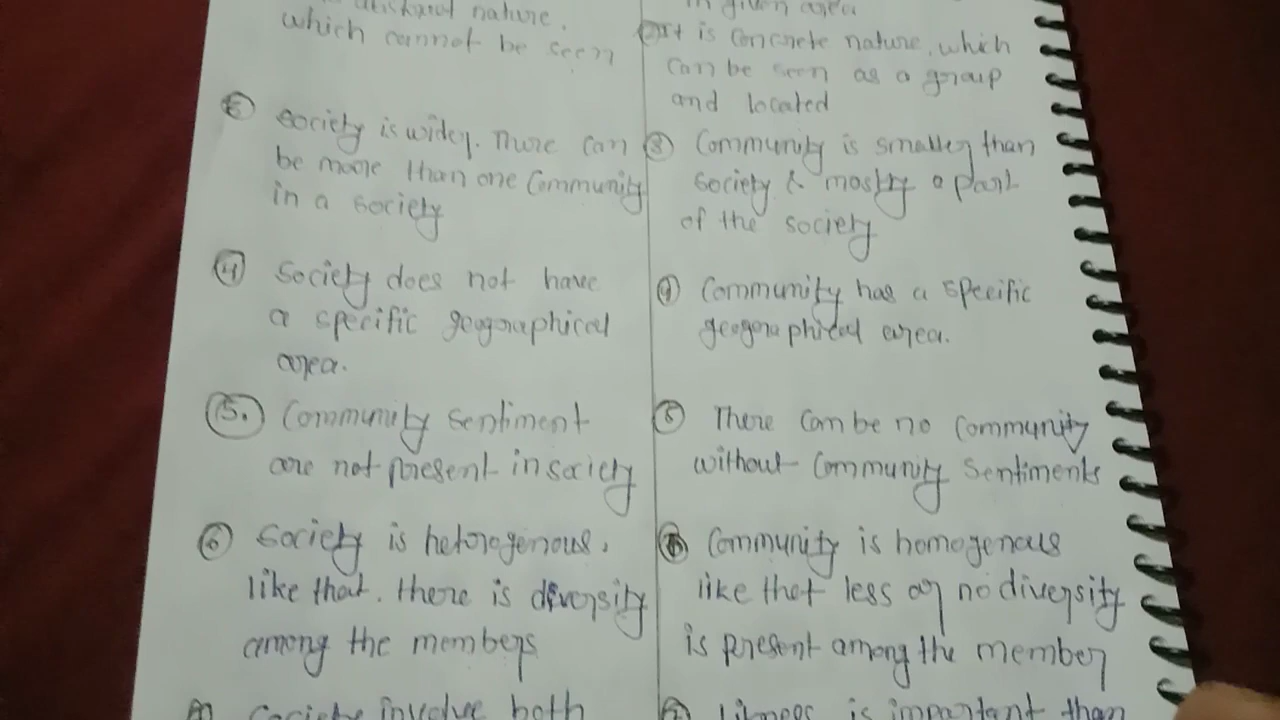 nature.
which cannot be seen
society is wider. There can
be more than one Community
in a society
④ Society does not have
a specific geographical
area.
⑤. Community sentiment
are not present in society
⑥ Society is heterogenous.
like that. there is diversity
among the members
Society involve both
in given area
It is concrete nature, which
can be seen as a group
and located
③ Community is smaller than
society & mostly a part
of the society
④ Community has a specific
geographical area.
⑤ There can be no Community
without Community Sentiments
⑥ Community is homogenous
like that less or no diversity
is present among the member
is important than